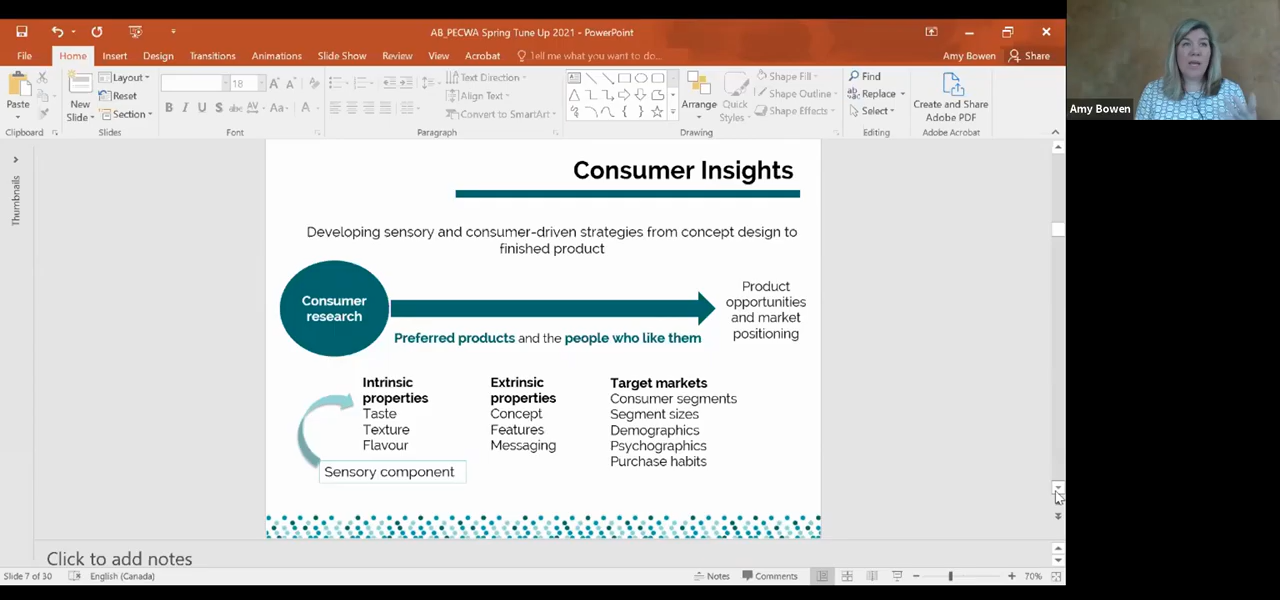 AB_PECWA Spring Tune Up 2021 - PowerPoint
File Home Insert Design Transitions Animations Slide Show Review View Acrobat Tell me what you want to do... Amy Bowen Share
Paste
Clipboard
New Slide
Layout
Reset
Section
Slides
18
B I U S abc AV Aa A
Font
Text Direction
Align Text
Convert to SmartArt
Paragraph
Arrange
Quick Styles
Shape Fill
Shape Outline
Shape Effects
Drawing
Find
Replace
Select
Editing
Create and Share
Adobe PDF
Adobe Acrobat
Amy Bowen
Thumbnails
Consumer Insights
Developing sensory and consumer-driven strategies from concept design to
finished product
Consumer
research
Preferred products and the people who like them
Product
opportunities
and market
positioning
Intrinsic
properties
Taste
Texture
Flavour
Sensory component
Extrinsic
properties
Concept
Features
Messaging
Target markets
Consumer segments
Segment sizes
Demographics
Psychographics
Purchase habits
Click to add notes
Slide 7 of 30 English (Canada) Notes Comments 70%